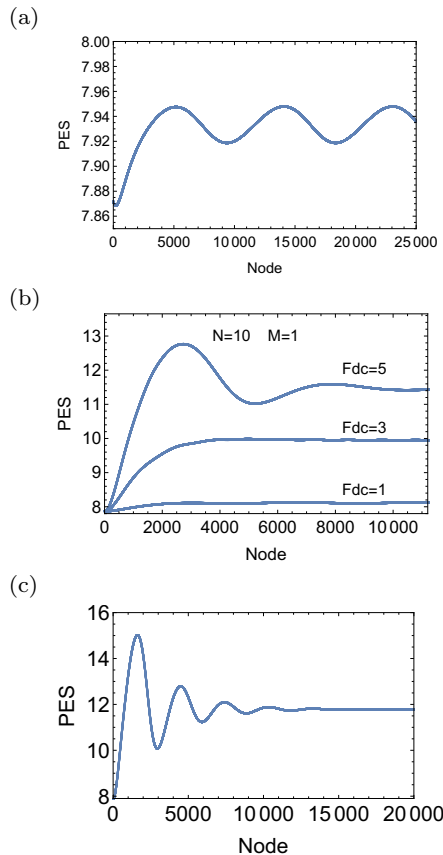 (a)
8.00
7.98
7.96
7.94
7.92
7.90
7.88
7.86
PES
0 5000 10000 15000 20000 25000
Node
(b)
N=10 M=1
13
12
11
10
9
8
PES
Fdc=5
Fdc=3
Fdc=1
0 2000 4000 6000 8000 10000
Node
(c)
16
14
12
10
8
PES
0 5000 10000 15000 20000
Node